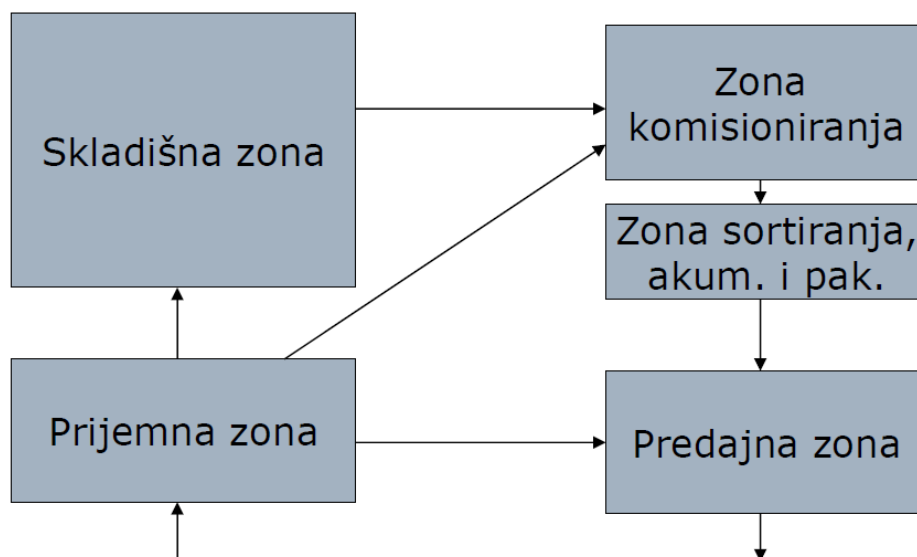 Skladišna zona
Zona
komisioniranja
Zona sortiranja,
akum. i pak.
Prijemna zona
Predajna zona